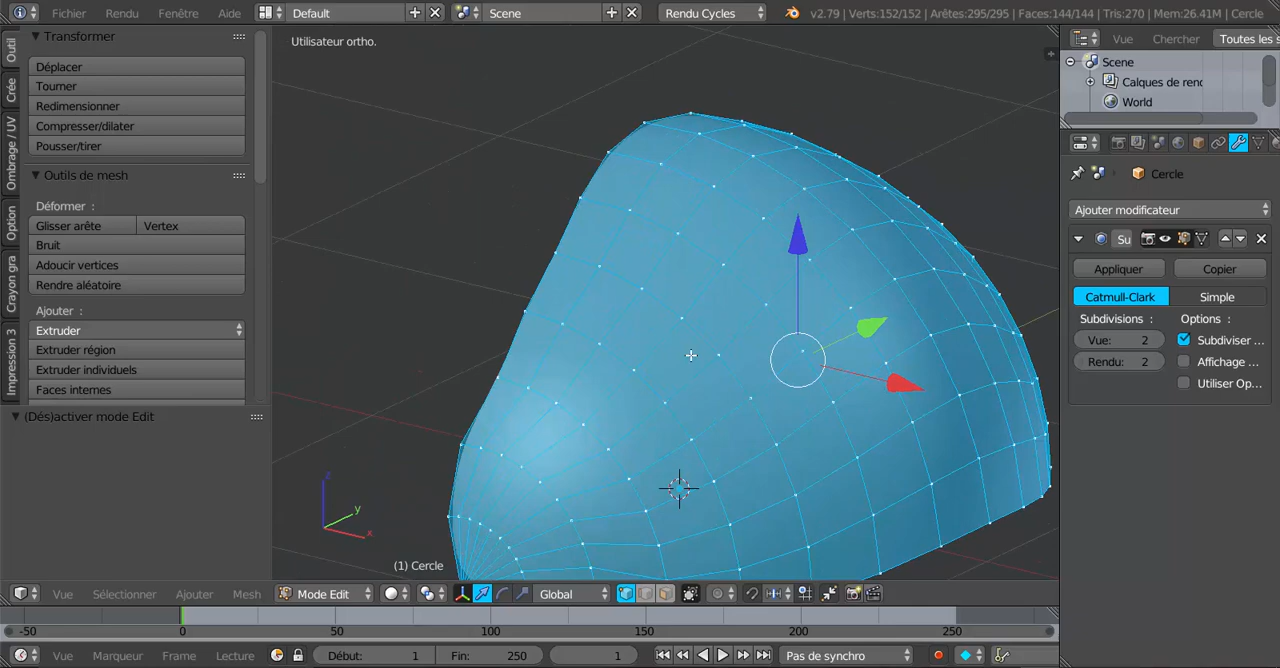 Fichier Rendu Fenêtre Aide Default Scene Rendu Cycles v2.79 | Verts:152/152 | Arêtes:295/295 | Faces:144/144 | Tris:270 | Mem:26.41M | Cercle
Outil
Crée
Ombrage / UV
Option
Crayon gra
Impression 3
Transformer
Déplacer
Tourner
Redimensionner
Compresser/dilater
Pousser/tirer
Outils de mesh
Déformer :
Glisser arête Vertex
Bruit
Adoucir vertices
Rendre aléatoire
Ajouter :
Extruder
Extruder région
Extruder individuels
Faces internes
(Dés)activer mode Edit
Utilisateur ortho.
z
y
x
(1) Cercle
Vue Sélectionner Ajouter Mesh Mode Edit Global
-50 0 50 100 150 200 250
Vue Marqueur Frame Lecture Début: 1 Fin: 250 1 Pas de synchro
Vue Chercher Toutes les s
Scene
Calques de renc
World
Cercle
Ajouter modificateur
Su
Appliquer Copier
Catmull-Clark Simple
Subdivisions : Options :
Vue: 2 Subdiviser ...
Rendu: 2 Affichage ...
Utiliser Op...